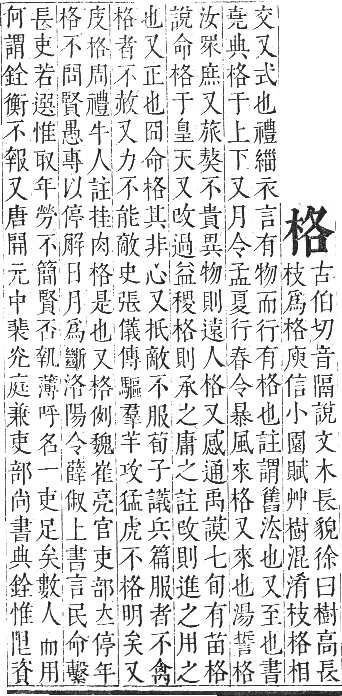 格
古伯切音隔說文木長貌徐曰樹高長
枝爲格庾信小園賦艸樹混淆枝格相
交又式也禮緇衣言有物而行有格也註謂舊㳒也又至也書
堯典格于上下又月令孟夏行春令暴風來格又來也湯誓格
汝眾庶又旅獒不貴異物則遠人格又感通禹謨七旬有苗格
說命格于皇天又攺過益稷格則承之庸之註攺則進之用之
也又正也冏命格其非心又抵敵不服荀子議兵篇服者不禽
格者不赦又力不能敵史張儀傳驅羣羊攻猛虎不格明矣又
庋格周禮牛人註挂肉格是也又格例魏崔亮官吏部立停年
格不問賢愚專以停解日月爲斷洛陽令薛俶上書言民命繫
長吏若選惟取年勞不簡賢否執薄呼名一吏足矣數人而用
何謂銓衡不報又唐開元中裴光庭兼吏部尚書典銓惟限資